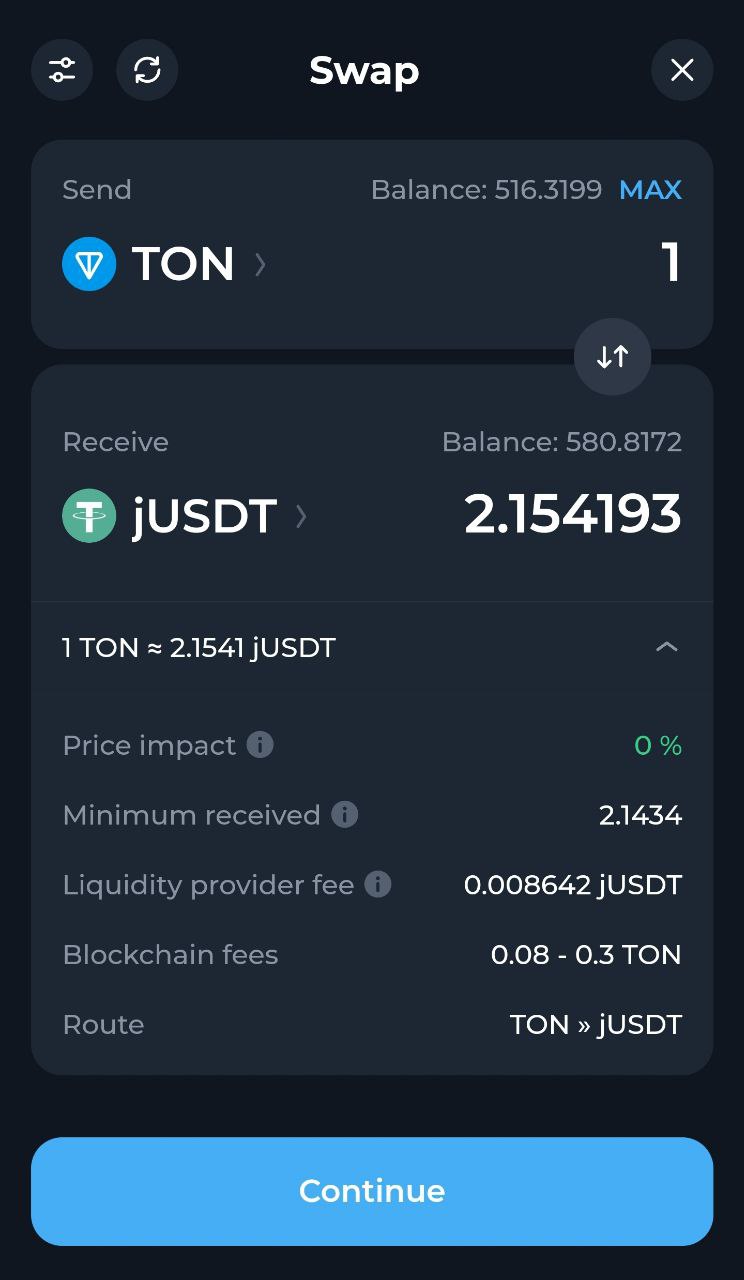 Swap
Send Balance: 516.3199 MAX
TON 1
Receive Balance: 580.8172
jUSDT 2.154193
1 TON ≈ 2.1541 jUSDT
Price impact 0 %
Minimum received 2.1434
Liquidity provider fee 0.008642 jUSDT
Blockchain fees 0.08 - 0.3 TON
Route TON » jUSDT
Continue